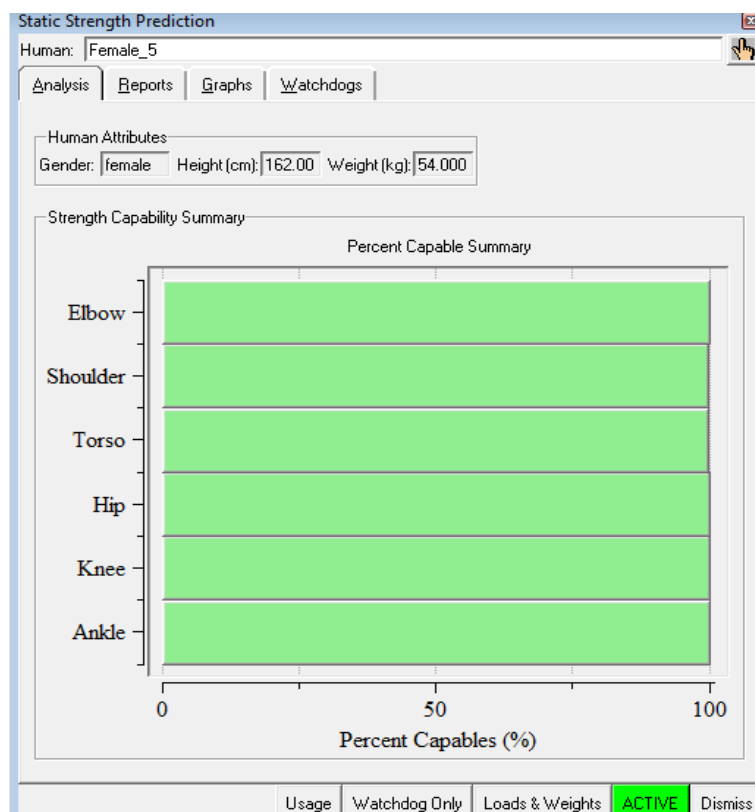 Static Strength Prediction
Human: Female_5
Analysis Reports Graphs Watchdogs
Human Attributes
Gender: female Height (cm): 162.00 Weight (kg): 54.000
Strength Capability Summary
Percent Capable Summary
Elbow
Shoulder
Torso
Hip
Knee
Ankle
0 50 100
Percent Capables (%)
Usage Watchdog Only Loads & Weights ACTIVE Dismiss